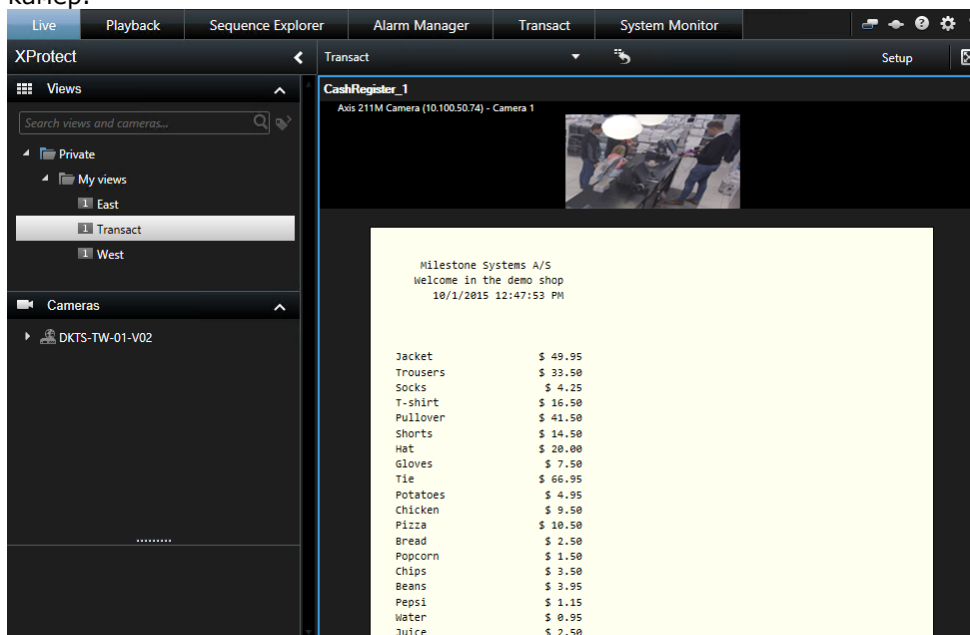 камер.
Live Playback Sequence Explorer Alarm Manager Transact System Monitor
XProtect
Transact
Setup
Views
Search views and cameras...
Private
My views
1 East
1 Transact
1 West
Cameras
DKTS-TW-01-V02
CashRegister_1
Axis 211M Camera (10.100.50.74) - Camera 1
Milestone Systems A/S
Welcome in the demo shop
10/1/2015 12:47:53 PM
Jacket $ 49.95
Trousers $ 33.50
Socks $ 4.25
T-shirt $ 16.50
Pullover $ 41.50
Shorts $ 14.50
Hat $ 20.00
Gloves $ 7.50
Tie $ 66.95
Potatoes $ 4.95
Chicken $ 9.50
Pizza $ 10.50
Bread $ 2.50
Popcorn $ 1.50
Chips $ 3.50
Beans $ 3.95
Pepsi $ 1.15
Water $ 0.95
Juice $ 2.50